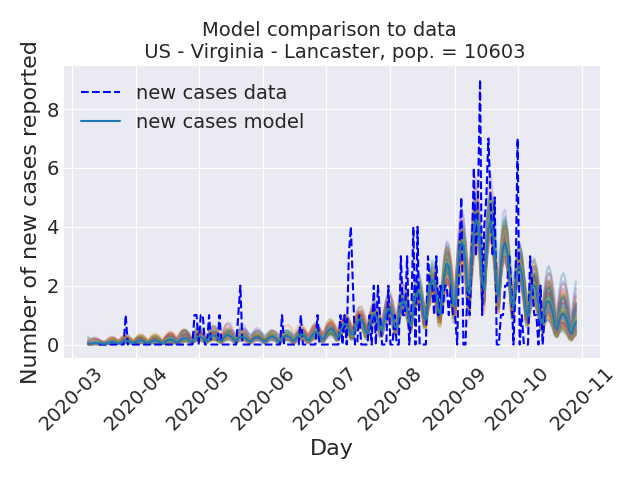 Model comparison to data
US - Virginia - Lancaster, pop. = 10603
Number of new cases reported
new cases data
new cases model
8
6
4
2
0
2020-03
2020-04
2020-05
2020-06
2020-07
2020-08
2020-09
2020-10
2020-11
Day